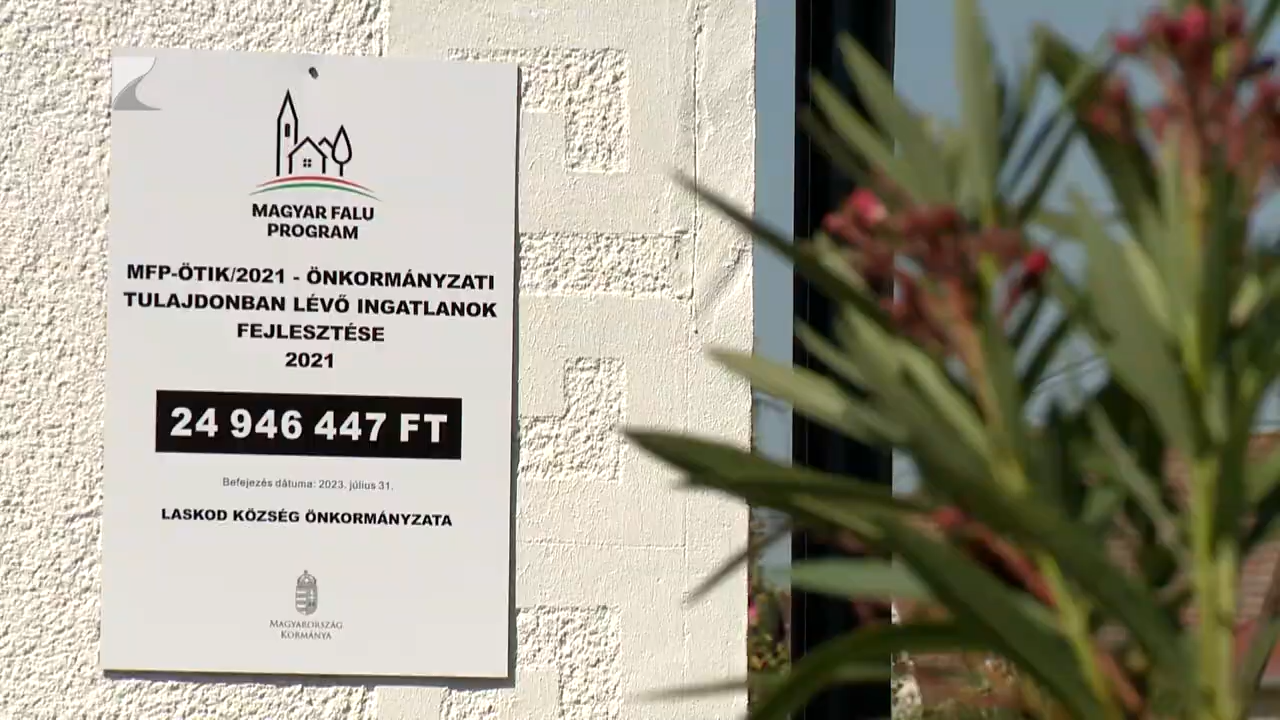 MAGYAR FALU
PROGRAM
MFP-ÖTIK/2021 - ÖNKORMÁNYZATI
TULAJDONBAN LÉVŐ INGATLANOK
FEJLESZTÉSE
2021
24 946 447 FT
Befejezés dátuma: 2023. július 31.
LASKOD KÖZSÉG ÖNKORMÁNYZATA
MAGYARORSZÁG
KORMÁNYA